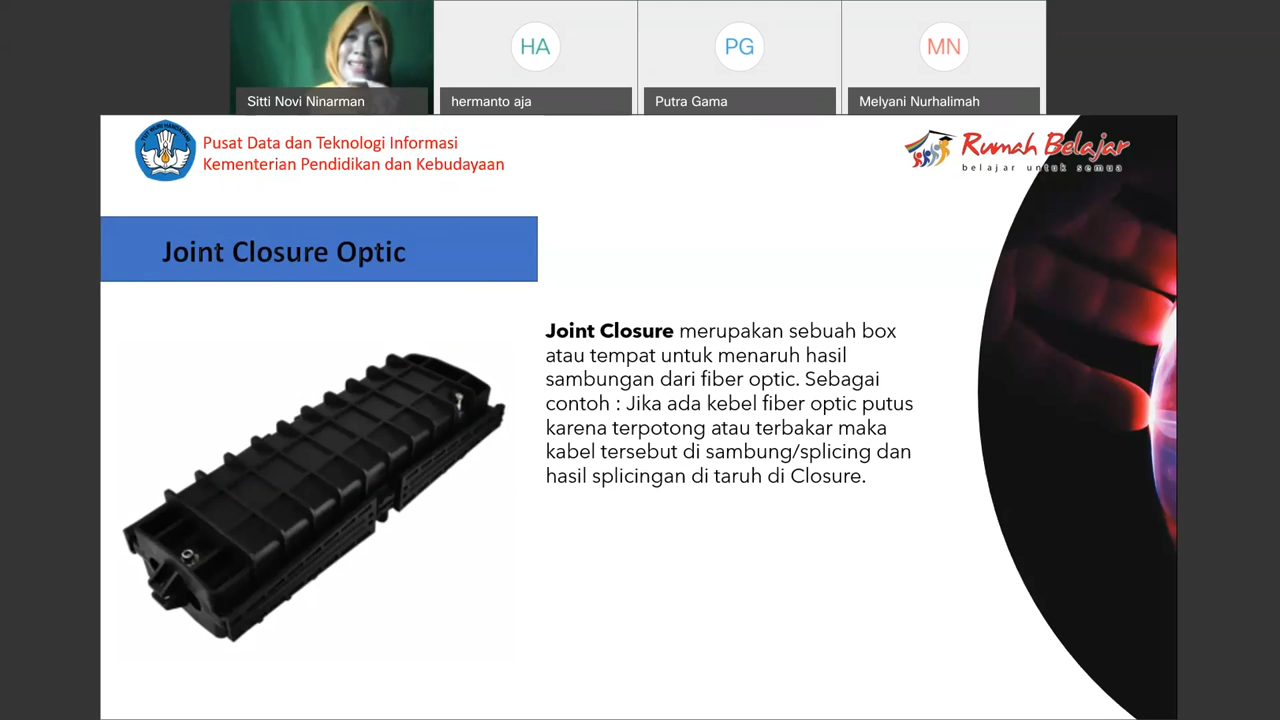 HA
PG
MN
Sitti Novi Ninarman
hermanto aja
Putra Gama
Melyani Nurhalimah
Pusat Data dan Teknologi Informasi
Kementerian Pendidikan dan Kebudayaan
Rumah Belajar
belajar untuk semua
Joint Closure Optic
Joint Closure merupakan sebuah box
atau tempat untuk menaruh hasil
sambungan dari fiber optic. Sebagai
contoh : Jika ada kebel fiber optic putus
karena terpotong atau terbakar maka
kabel tersebut di sambung/splicing dan
hasil splicingan di taruh di Closure.